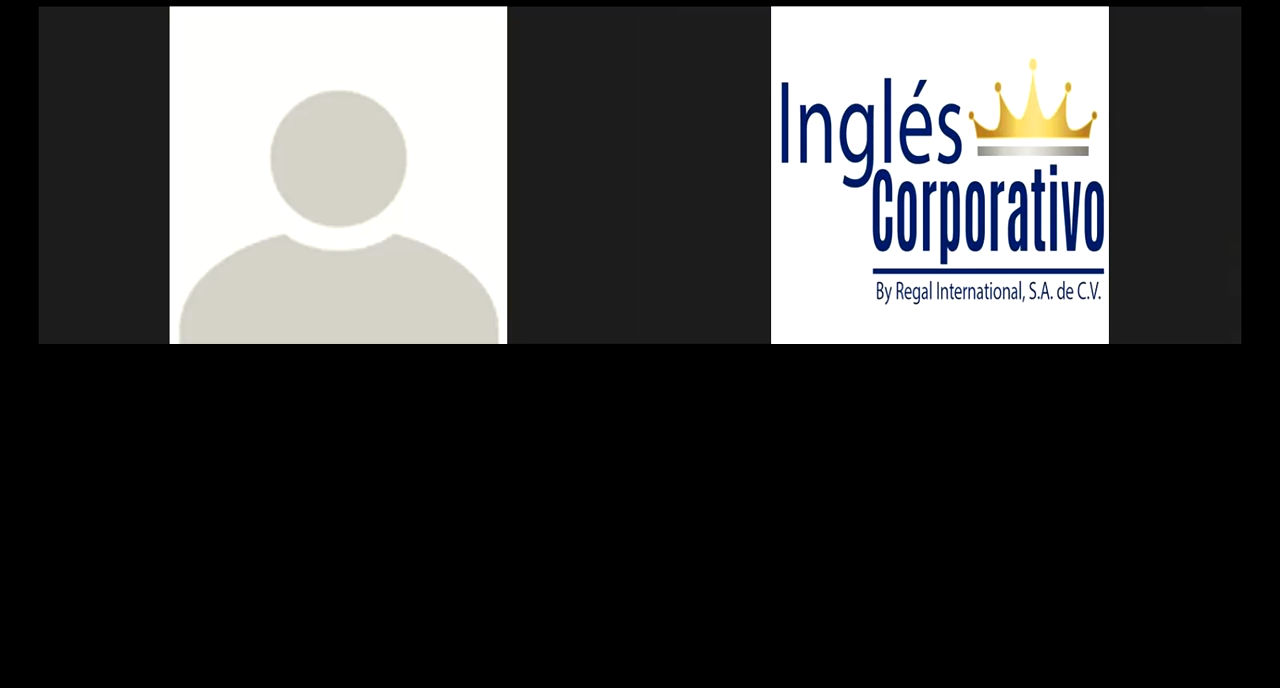 Inglés
Corporativo
By Regal International, S.A. de C.V.